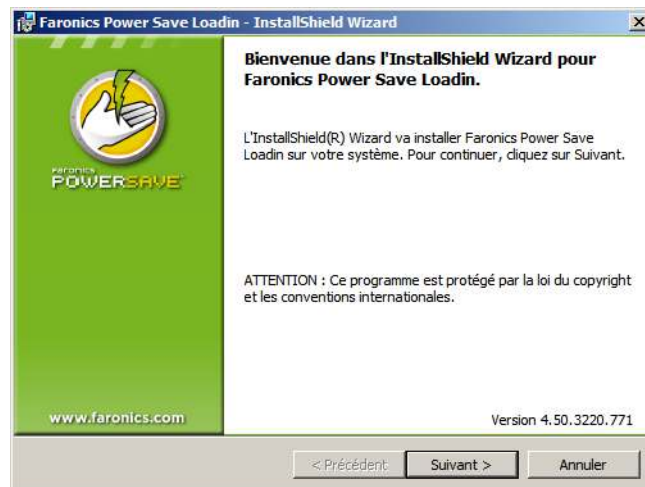 Faronics Power Save Loadin - InstallShield Wizard
Bienvenue dans l'InstallShield Wizard pour
Faronics Power Save Loadin.
L'InstallShield(R) Wizard va installer Faronics Power Save
Loadin sur votre système. Pour continuer, cliquez sur Suivant.
FARONICS
POWERSAVE
ATTENTION : Ce programme est protégé par la loi du copyright
et les conventions internationales.
www.faronics.com
Version 4.50.3220.771
< Précédent
Suivant >
Annuler